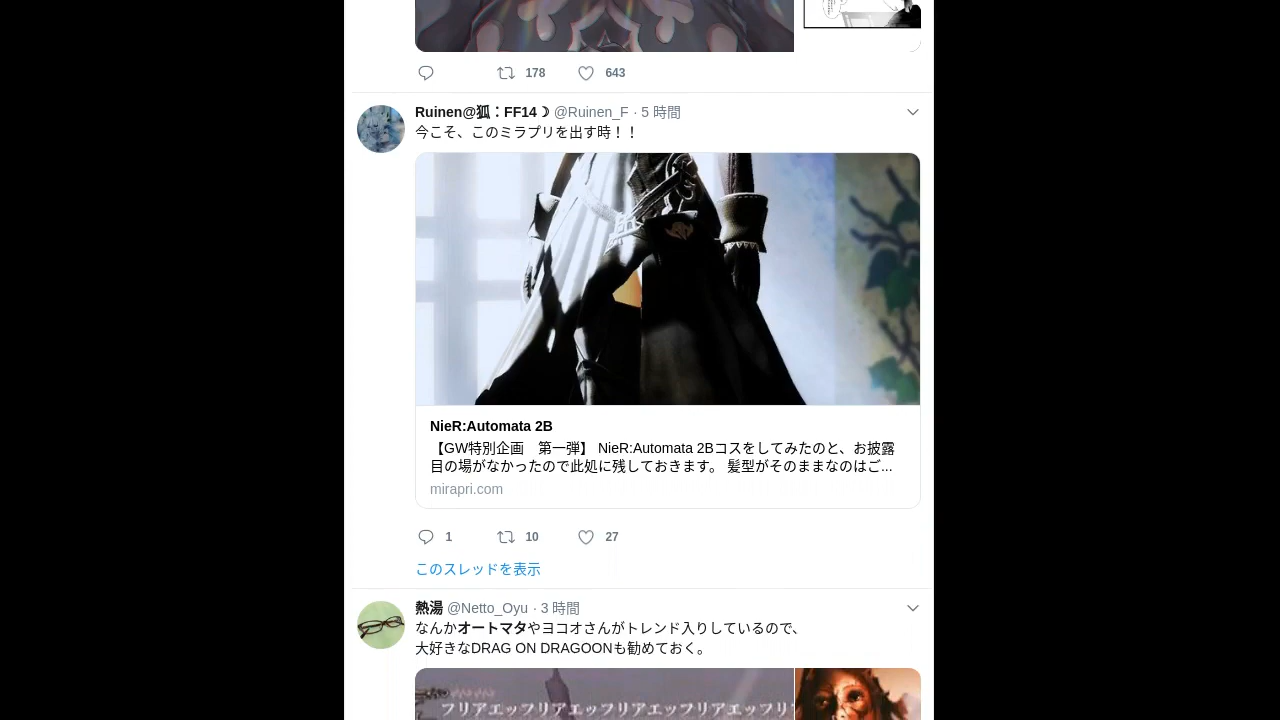 178
643
Ruinen@狐：FF14☽ @Ruinen_F · 5 時間
今こそ、このミラプリを出す時！！
NieR:Automata 2B
【GW特別企画　第一弾】 NieR:Automata 2Bコスをしてみたのと、お披露
目の場がなかったので此処に残しておきます。 髪型がそのままなのはご...
mirapri.com
1
10
27
このスレッドを表示
熱湯 @Netto_Oyu · 3 時間
なんかオートマタやヨコオさんがトレンド入りしているので、
大好きなDRAG ON DRAGOONも勧めておく。
フリアエッッフリアエッッフリアエッッフリアエッッフリ